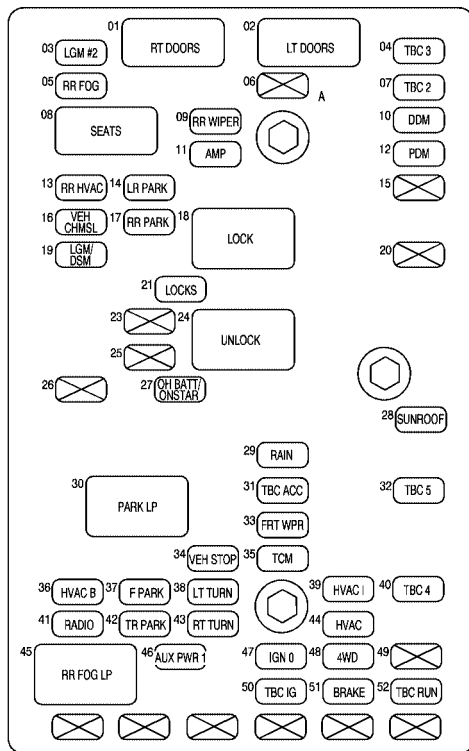 01 RT DOORS
02 LT DOORS
03 LGM #2
04 TBC 3
05 RR FOG
06
A
07 TBC 2
08 SEATS
09 RR WIPER
10 DDM
11 AMP
12 PDM
13 RR HVAC
14 LR PARK
15
16 VEH
CHMSL
17 RR PARK
18 LOCK
19 LGM/
DSM
20
21 LOCKS
23
24 UNLOCK
25
26
27 OH BATT/
ONSTAR
28 SUNROOF
29 RAIN
30 PARK LP
31 TBC ACC
32 TBC 5
33 FRT WPR
34 VEH STOP
35 TCM
36 HVAC B
37 F PARK
38 LT TURN
39 HVAC I
40 TBC 4
41 RADIO
42 TR PARK
43 RT TURN
44 HVAC
45 RR FOG LP
46 AUX PWR 1
47 IGN 0
48 4WD
49
50 TBC IG
51 BRAKE
52 TBC RUN